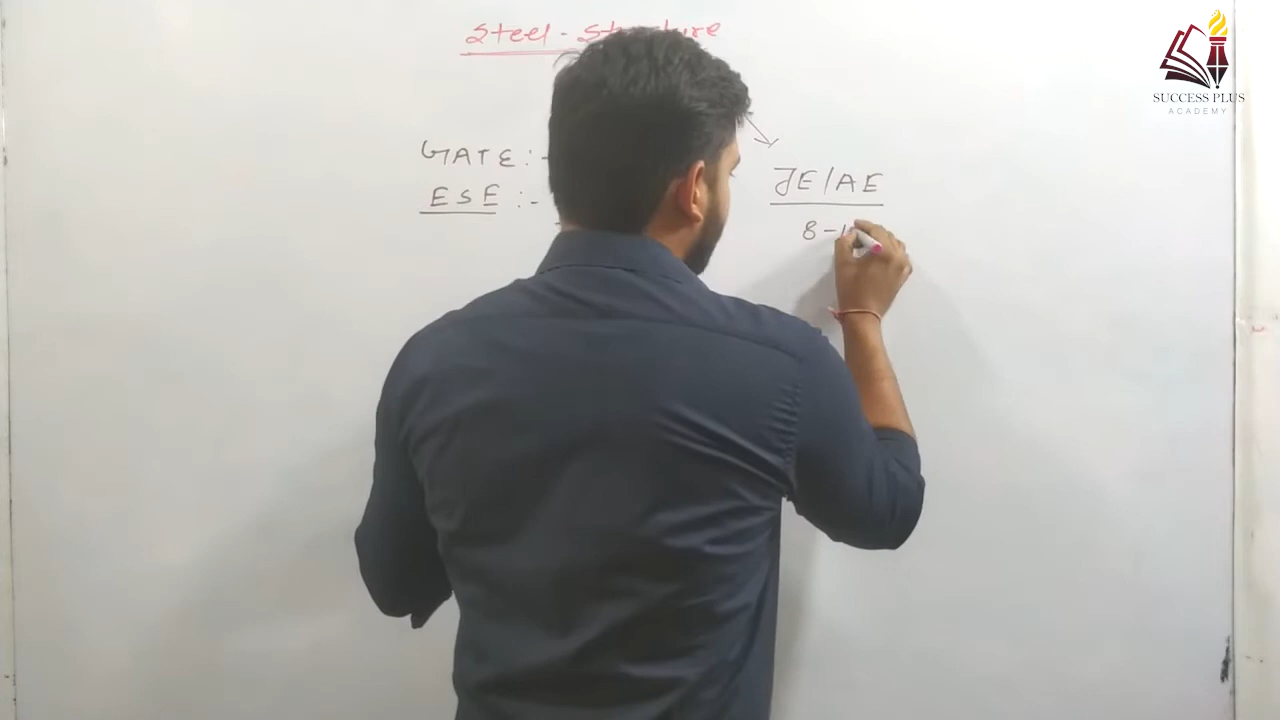 Steel - Structure
GATE :-
ESE :-
JE/AE
8-1
SUCCESS PLUS
ACADEMY